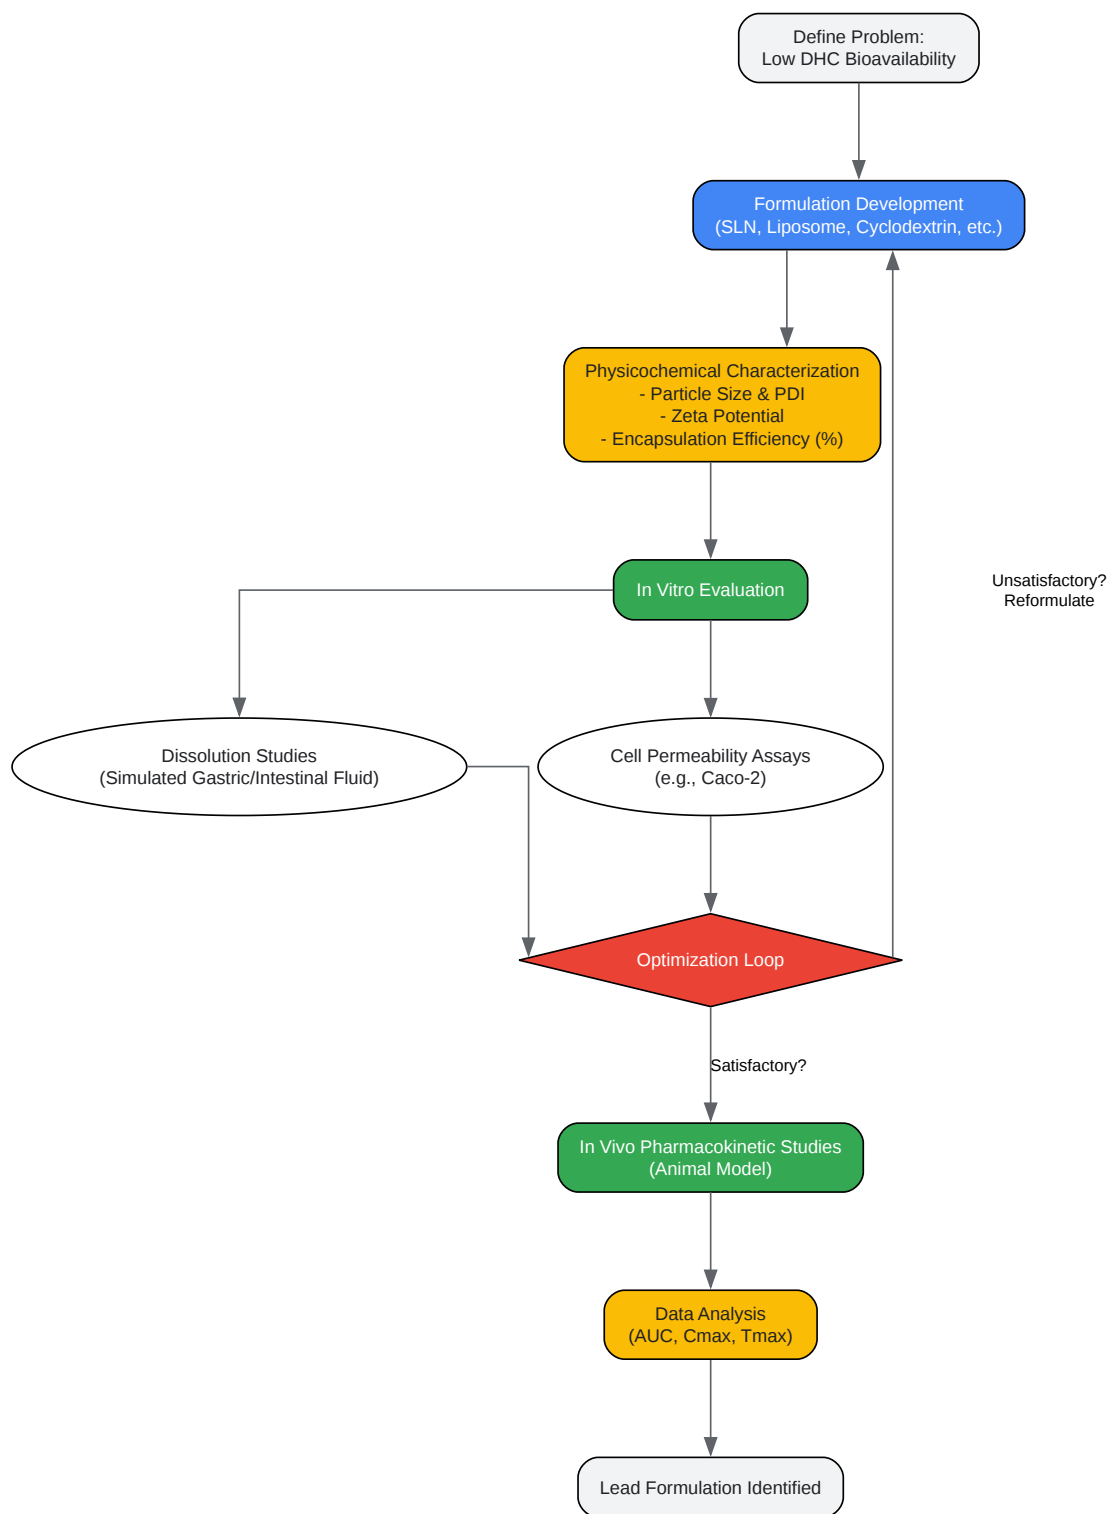 Define Problem:
Low DHC Bioavailability
Formulation Development
(SLN, Liposome, Cyclodextrin, etc.)
Physicochemical Characterization
- Particle Size & PDI
- Zeta Potential
- Encapsulation Efficiency (%)
In Vitro Evaluation
Unsatisfactory?
Reformulate
Dissolution Studies
(Simulated Gastric/Intestinal Fluid)
Cell Permeability Assays
(e.g., Caco-2)
Optimization Loop
Satisfactory?
In Vivo Pharmacokinetic Studies
(Animal Model)
Data Analysis
(AUC, Cmax, Tmax)
Lead Formulation Identified